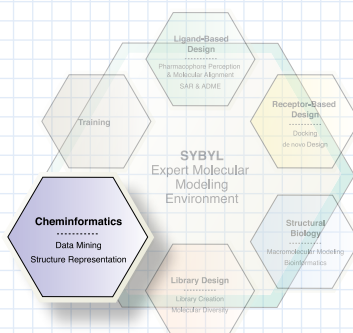 Ligand-Based
Design
Pharmacophore Perception
& Molecular Alignment
SAR & ADME
Training
Receptor-Based
Design
Docking
de novo Design
SYBYL
Expert Molecular
Modeling
Environment
Cheminformatics
Data Mining
Structure Representation
Structural
Biology
Macromolecular Modeling
Bioinformatics
Library Design
Library Creation
Molecular Diversity